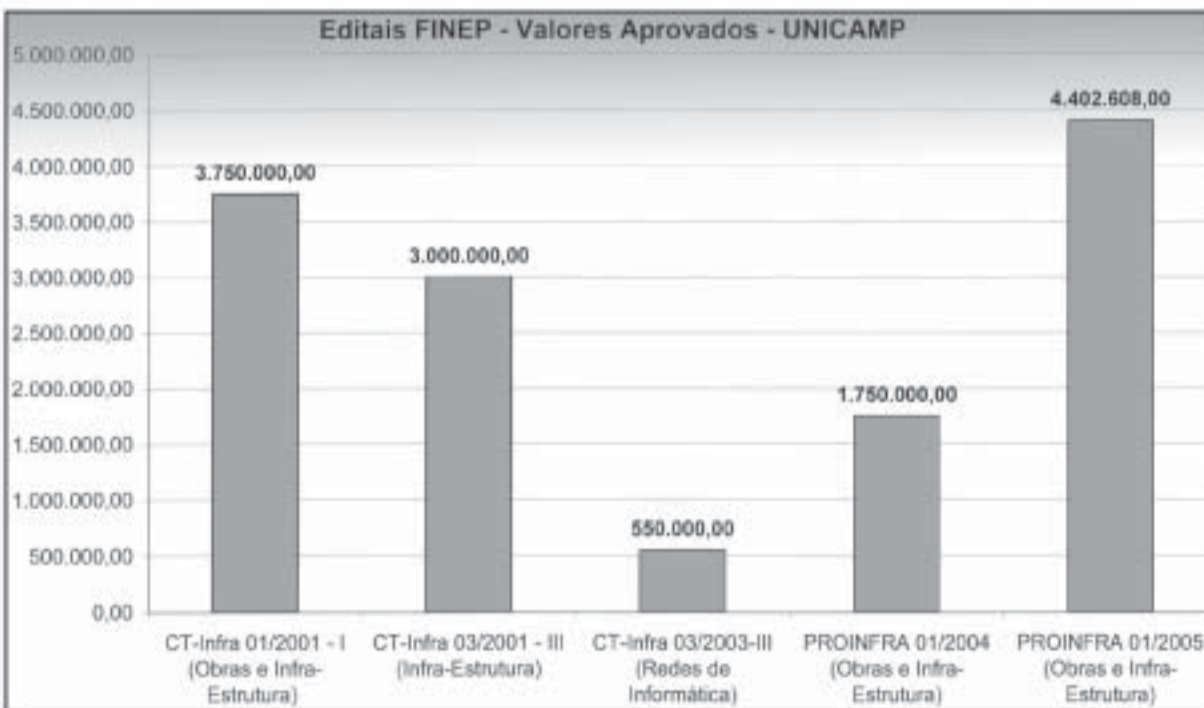 Editais FINEP - Valores Aprovados - UNICAMP
5.000.000,00
4.500.000,00
4.000.000,00
3.500.000,00
3.000.000,00
2.500.000,00
2.000.000,00
1.500.000,00
1.000.000,00
500.000,00
0,00
3.750.000,00
3.000.000,00
550.000,00
1.750.000,00
4.402.608,00
CT-Infra 01/2001 - I
(Obras e Infra-
Estrutura)
CT-Infra 03/2001 - III
(Infra-Estrutura)
CT-Infra 03/2003-III
(Redes de
Informática)
PROINFRA 01/2004
(Obras e Infra-
Estrutura)
PROINFRA 01/2005
(Obras e Infra-
Estrutura)